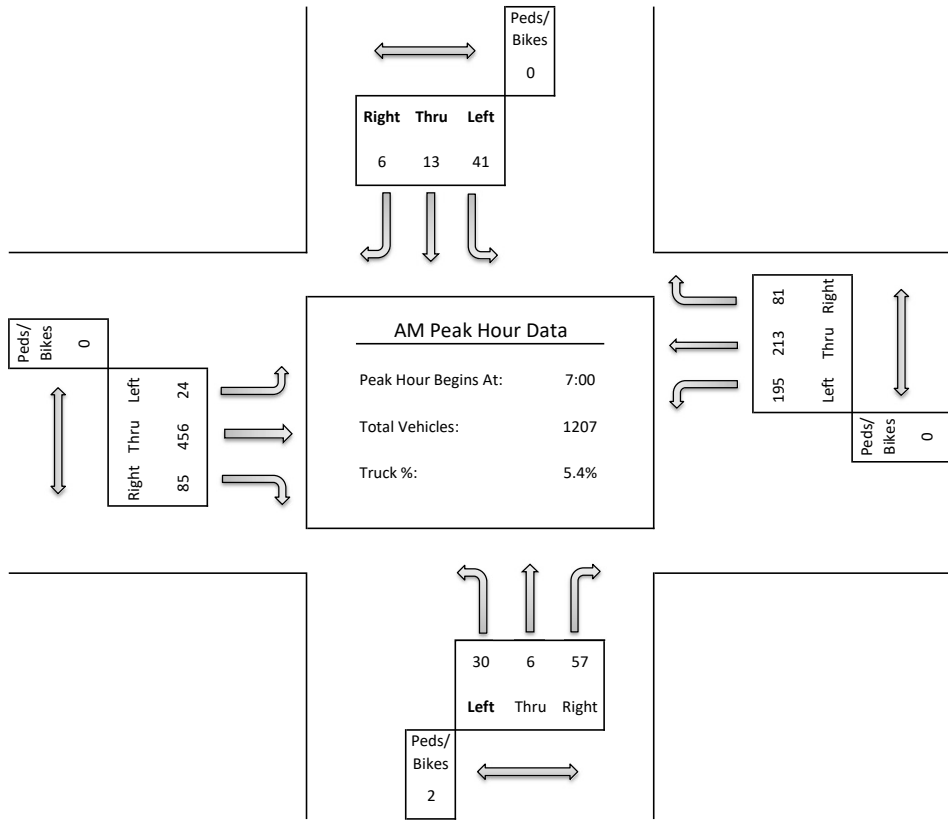 Peds/
Bikes
0
Right Thru Left
6 13 41
Peds/
Bikes
0
Left 24
Thru 456
Right 85
AM Peak Hour Data
Peak Hour Begins At: 7:00
Total Vehicles: 1207
Truck %: 5.4%
81 Right
213 Thru
195 Left
Peds/
Bikes
0
30 6 57
Left Thru Right
Peds/
Bikes
2